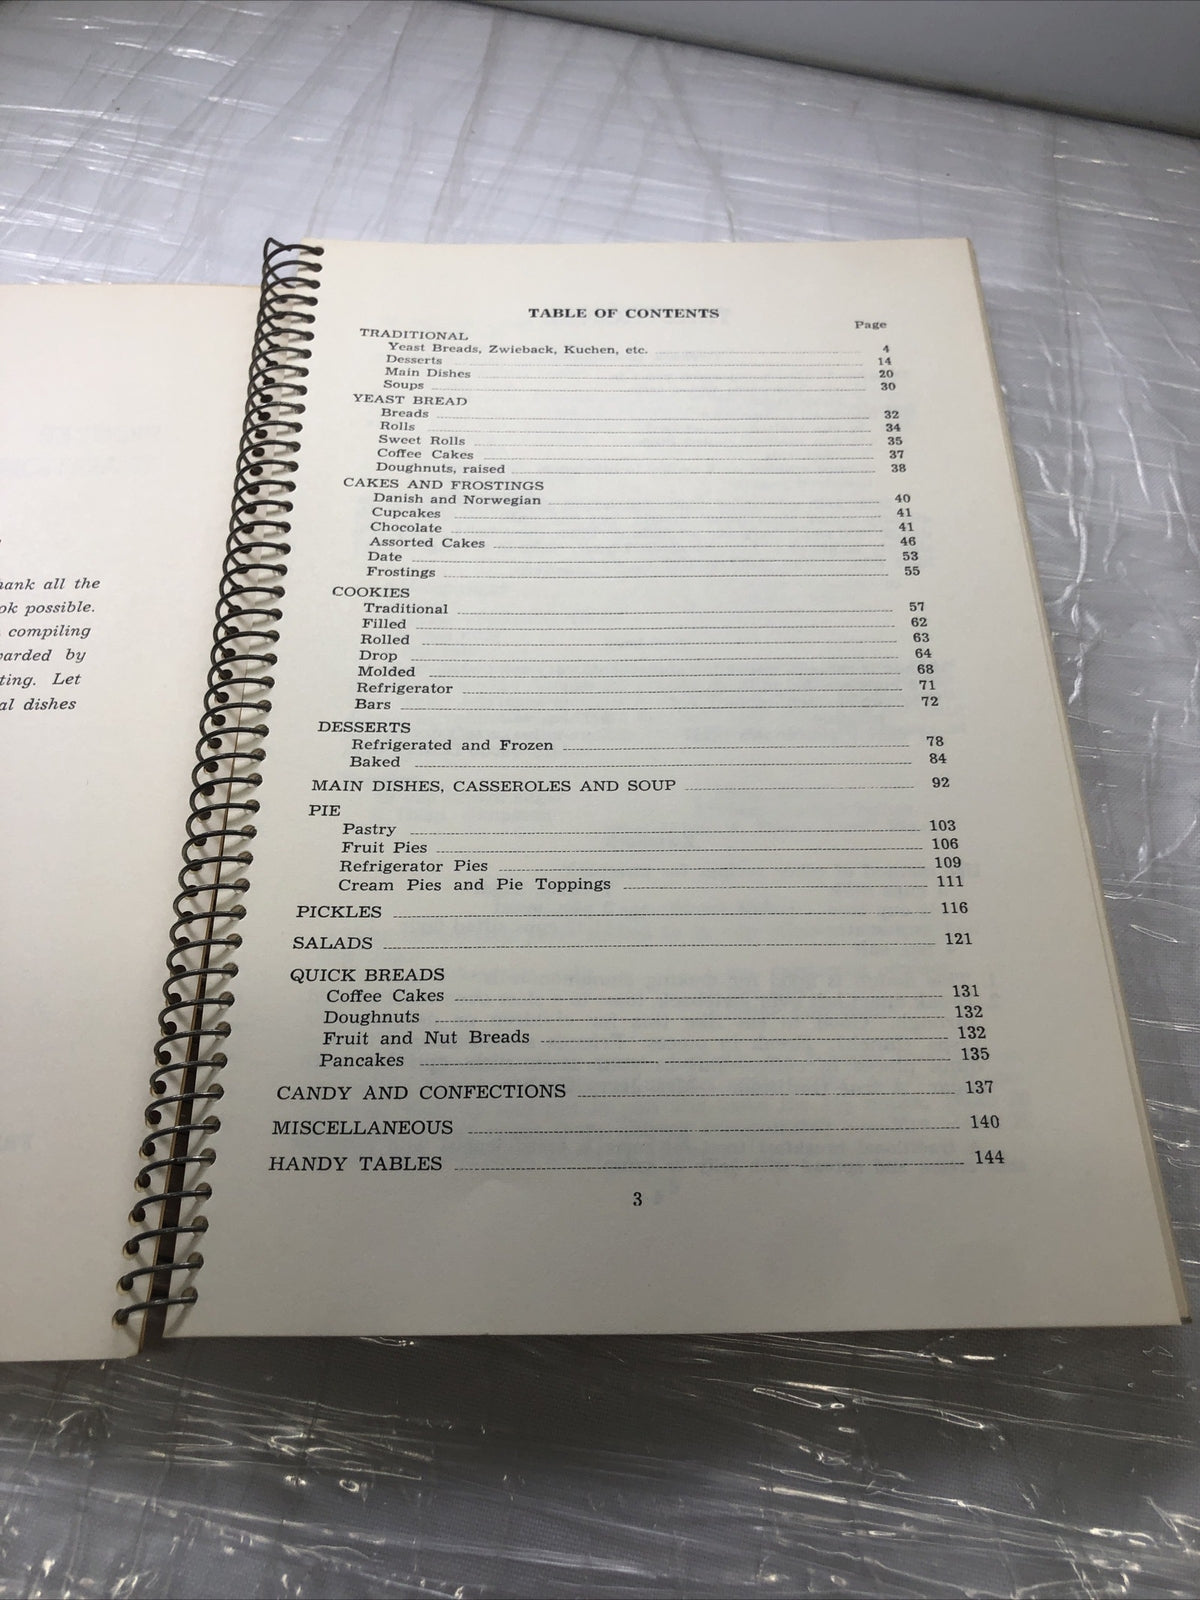 hank all the
ok possible.
compiling
arded by
ting. Let
al dishes
TABLE OF CONTENTS
Page
TRADITIONAL
Yeast Breads, Zwieback, Kuchen, etc. 4
Desserts 14
Main Dishes 20
Soups 30
YEAST BREAD
Breads 32
Rolls 34
Sweet Rolls 35
Coffee Cakes 37
Doughnuts, raised 38
CAKES AND FROSTINGS
Danish and Norwegian 40
Cupcakes 41
Chocolate 41
Assorted Cakes 46
Date 53
Frostings 55
COOKIES
Traditional 57
Filled 62
Rolled 63
Drop 64
Molded 68
Refrigerator 71
Bars 72
DESSERTS
Refrigerated and Frozen 78
Baked 84
MAIN DISHES, CASSEROLES AND SOUP 92
PIE
Pastry 103
Fruit Pies 106
Refrigerator Pies 109
Cream Pies and Pie Toppings 111
PICKLES 116
SALADS 121
QUICK BREADS
Coffee Cakes 131
Doughnuts 132
Fruit and Nut Breads 132
Pancakes 135
CANDY AND CONFECTIONS 137
MISCELLANEOUS 140
HANDY TABLES 144
3